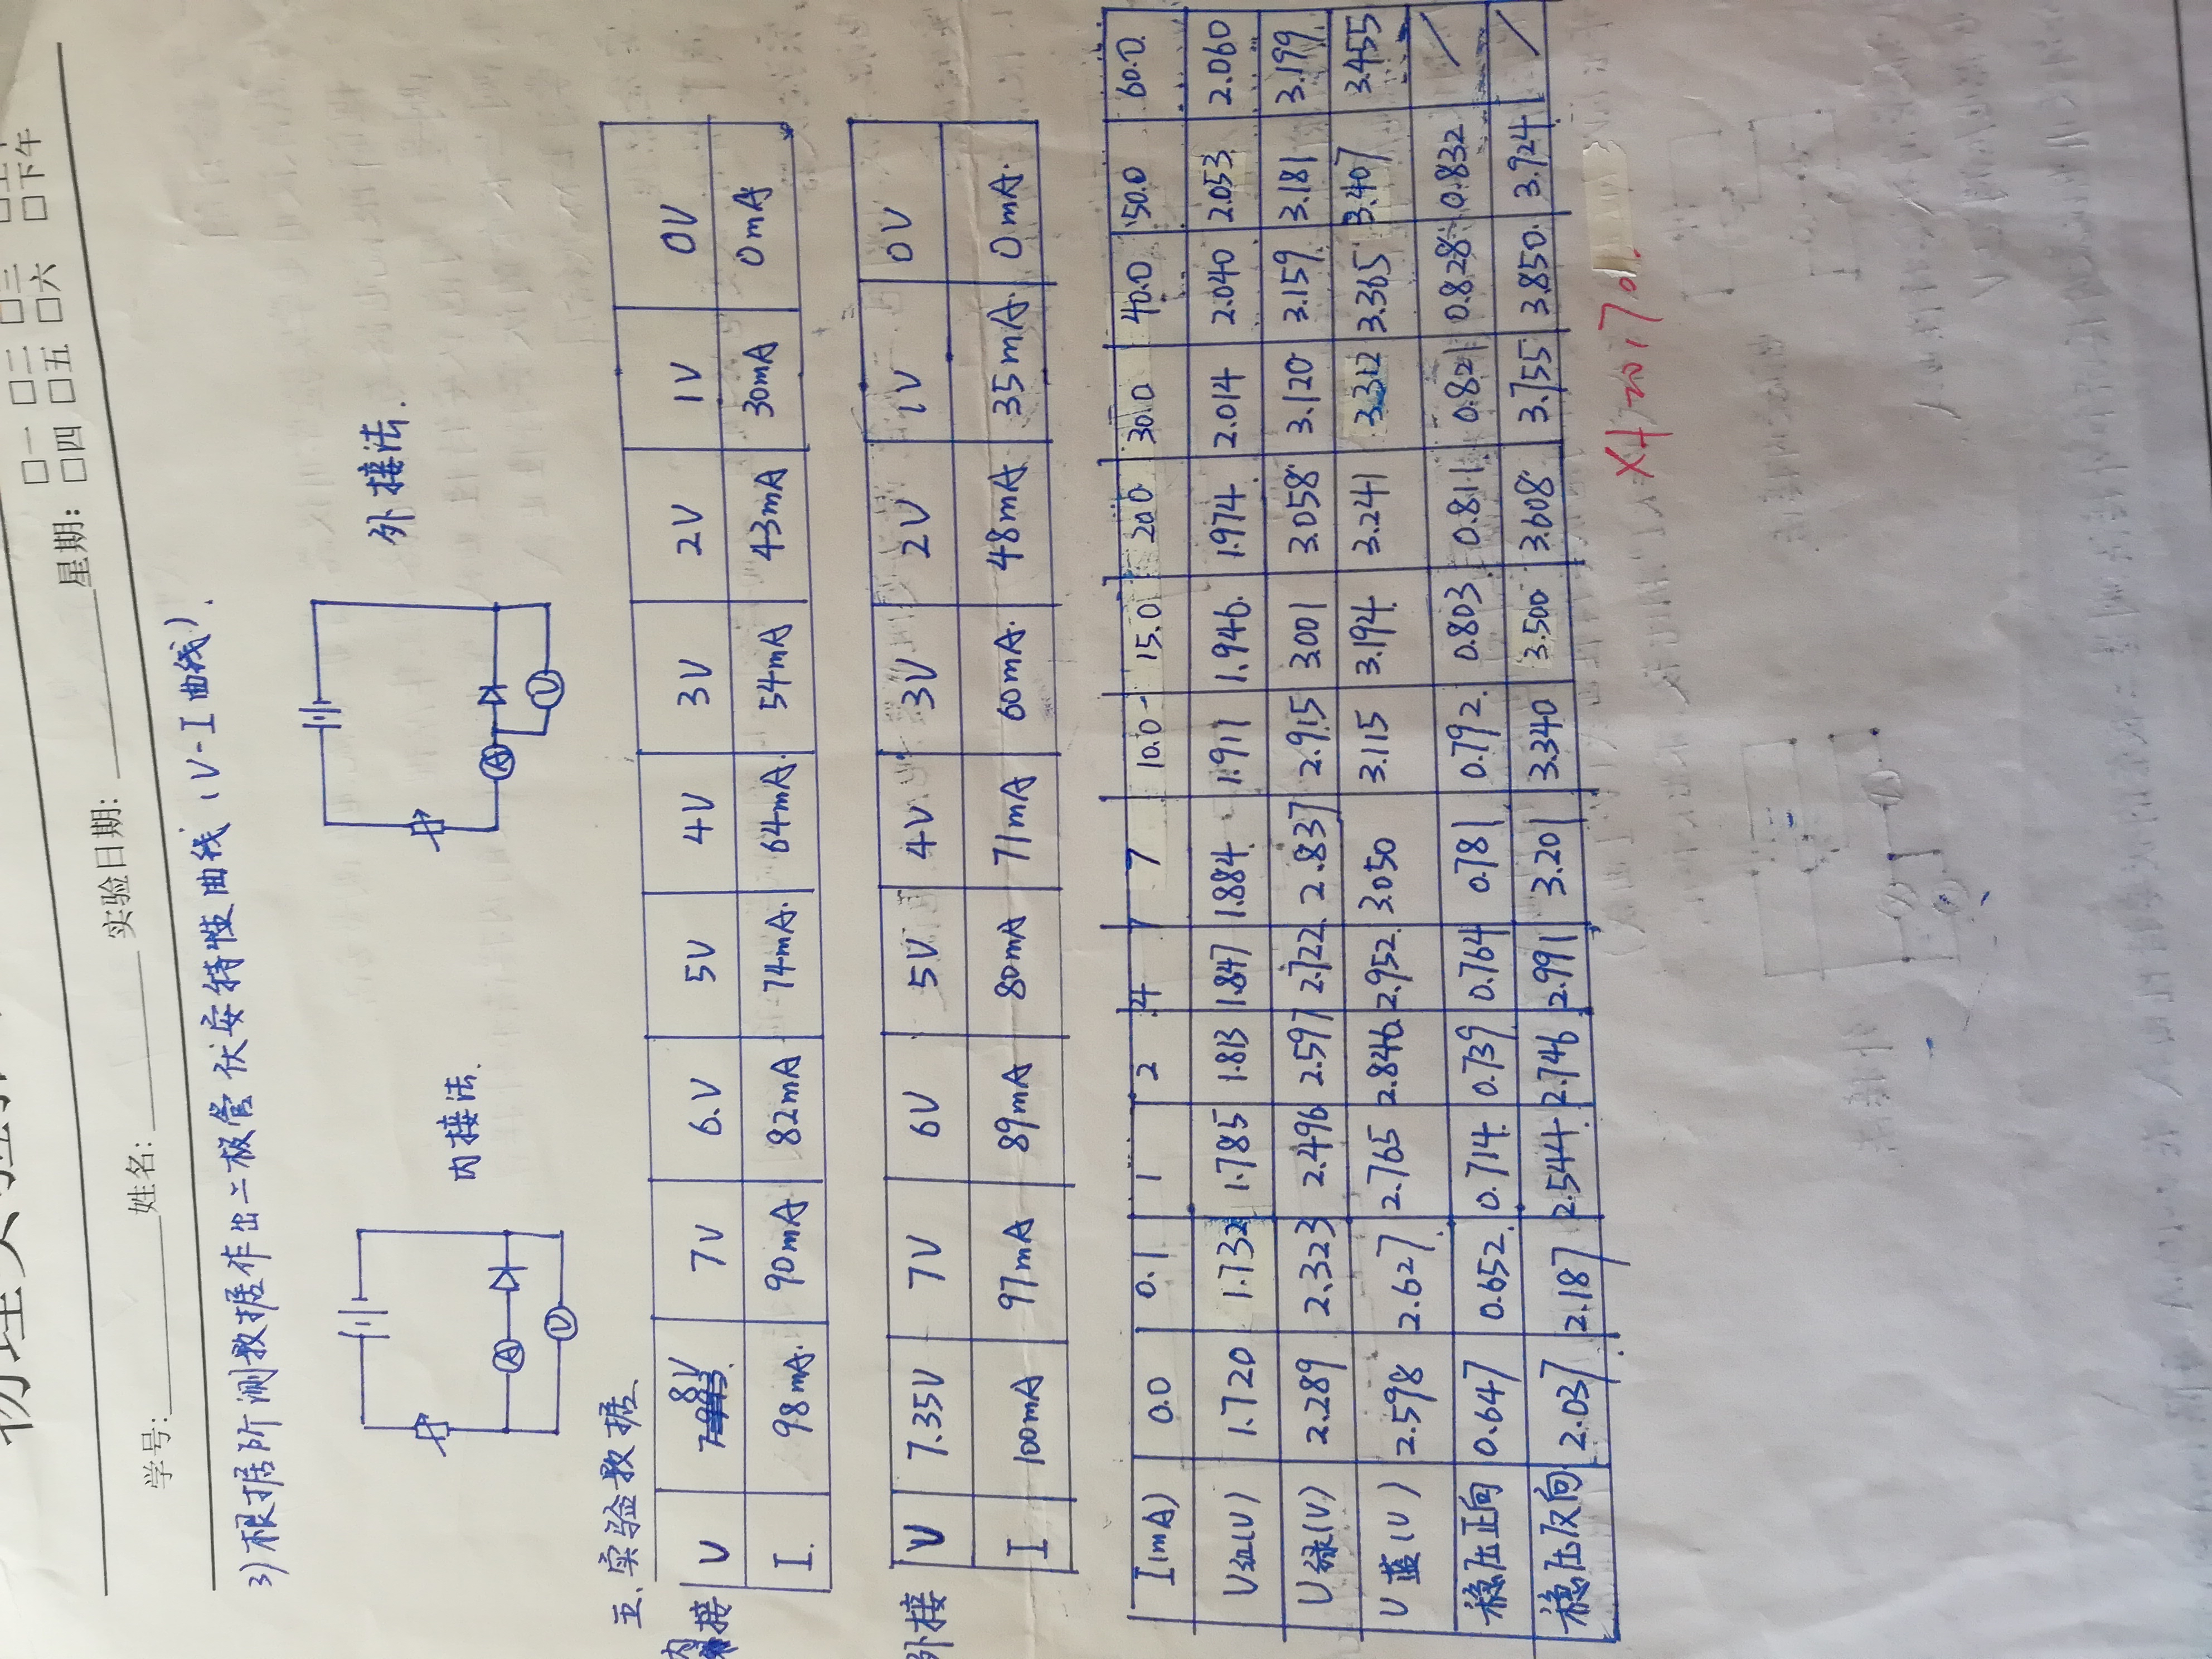 物理实验
□一 □二 □三 □上午
星期: □四 □五 □六 □下午
学号: 姓名: 实验日期:
3)根据所测数据作出二极管伏安特性曲线(V-I曲线).
内接法.
外接法.
A
V
A
V
五.实验数据.
内接 V 8V 7V 6.V 5V 4V 3V 2V 1V 0V
I. 98mA. 90mA 82mA 74mA. 64mA. 54mA 43mA 30mA 0mA
外接 V 7.35V 7V 6V 5V 4V 3V 2V 1V 0V
I 100mA 97mA 89mA 80mA 71mA 60mA. 48mA 35mA. 0mA.
I(mA) 0.0 0.1 1 2 4 7 10.0 15.0 20.0 30.0 40.0 50.0 60.0
U红(V) 1.720 1.732 1.785 1.813 1.847 1.884 1.911 1.946 1.974 2.014 2.040 2.053 2.060
U绿(V) 2.289 2.323 2.496 2.597 2.722 2.837 2.915 3.001 3.058 3.120 3.159 3.181 3.199
U蓝(V) 2.598 2.627 2.765 2.846 2.952 3.050 3.115 3.194 3.241 3.312 3.365 3.407 3.455
稳压正向 0.647 0.652 0.714 0.739 0.764 0.781 0.792 0.803 0.811 0.821 0.828 0.832 /
稳压反向 2.037 2.187 2.544 2.746 2.991 3.201 3.340 3.500 3.608 3.755 3.850 3.924 /